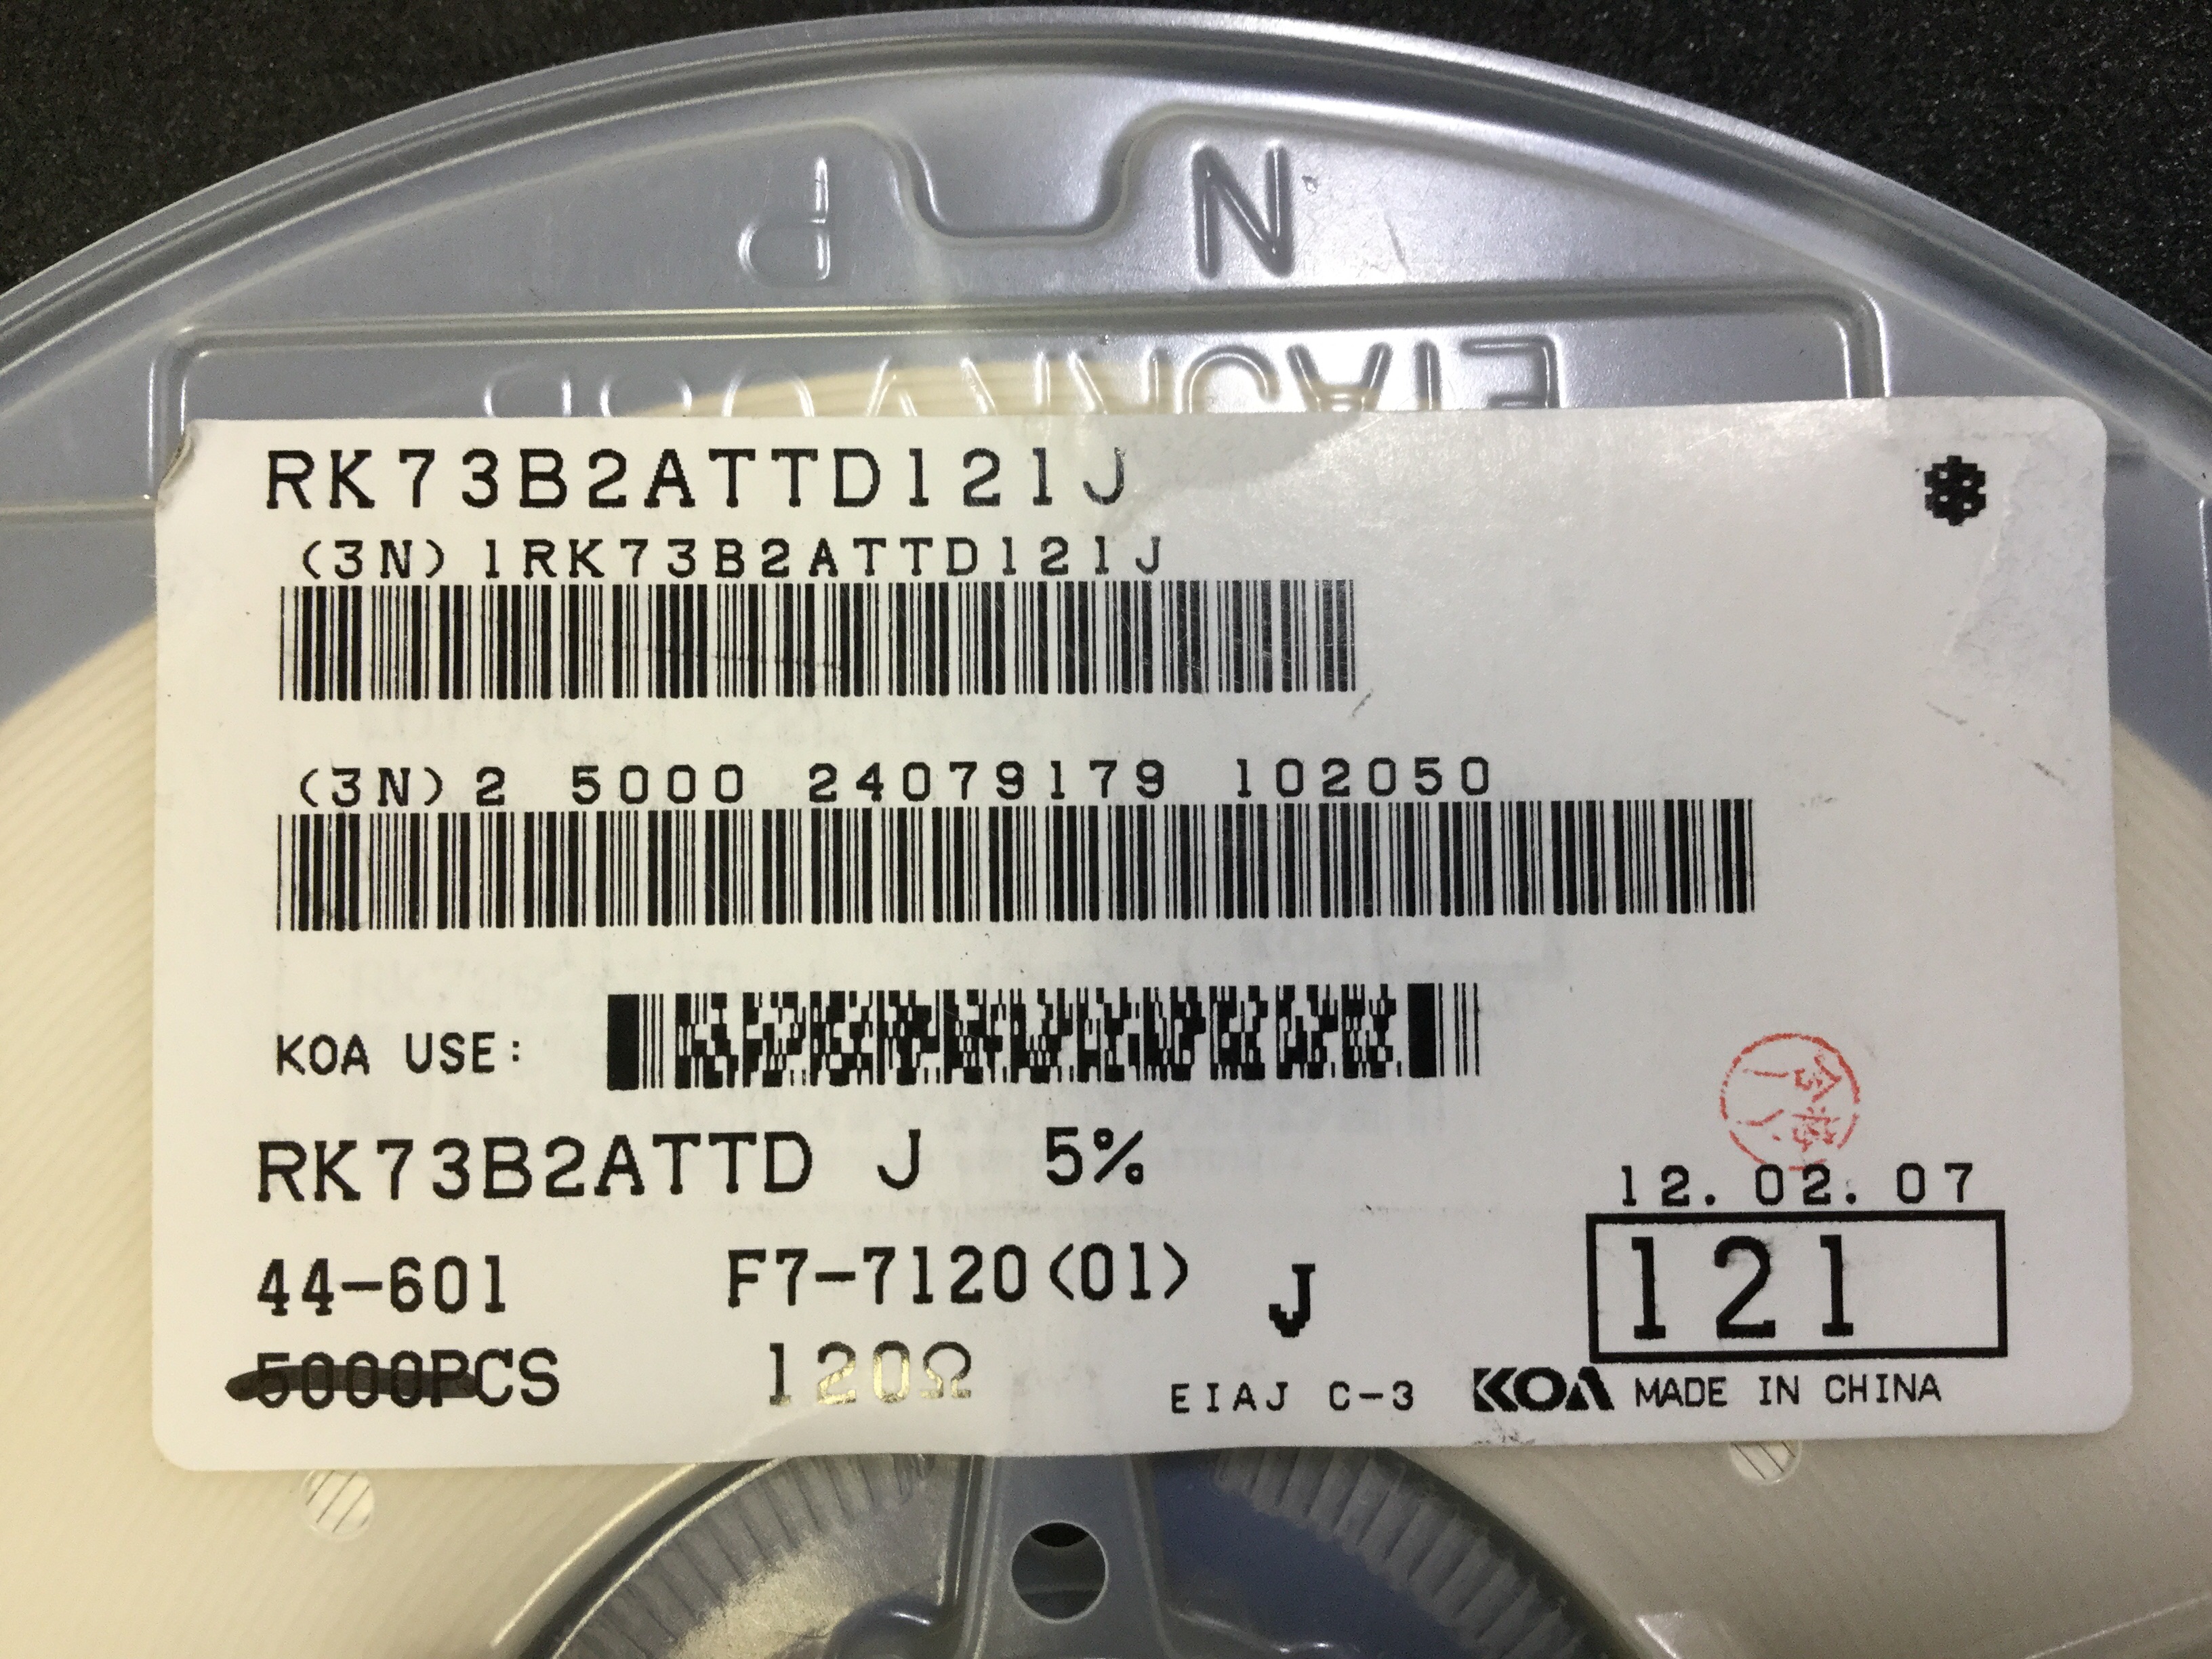 P N
RK73B2ATTD121J
(3N)1RK73B2ATTD121J
(3N)2 5000 24079179 102050
KOA USE:
RK73B2ATTD J 5%
12.02.07
44-601 F7-7120(01) J 121
5000PCS 120Ω EIAJ C-3 KOA MADE IN CHINA